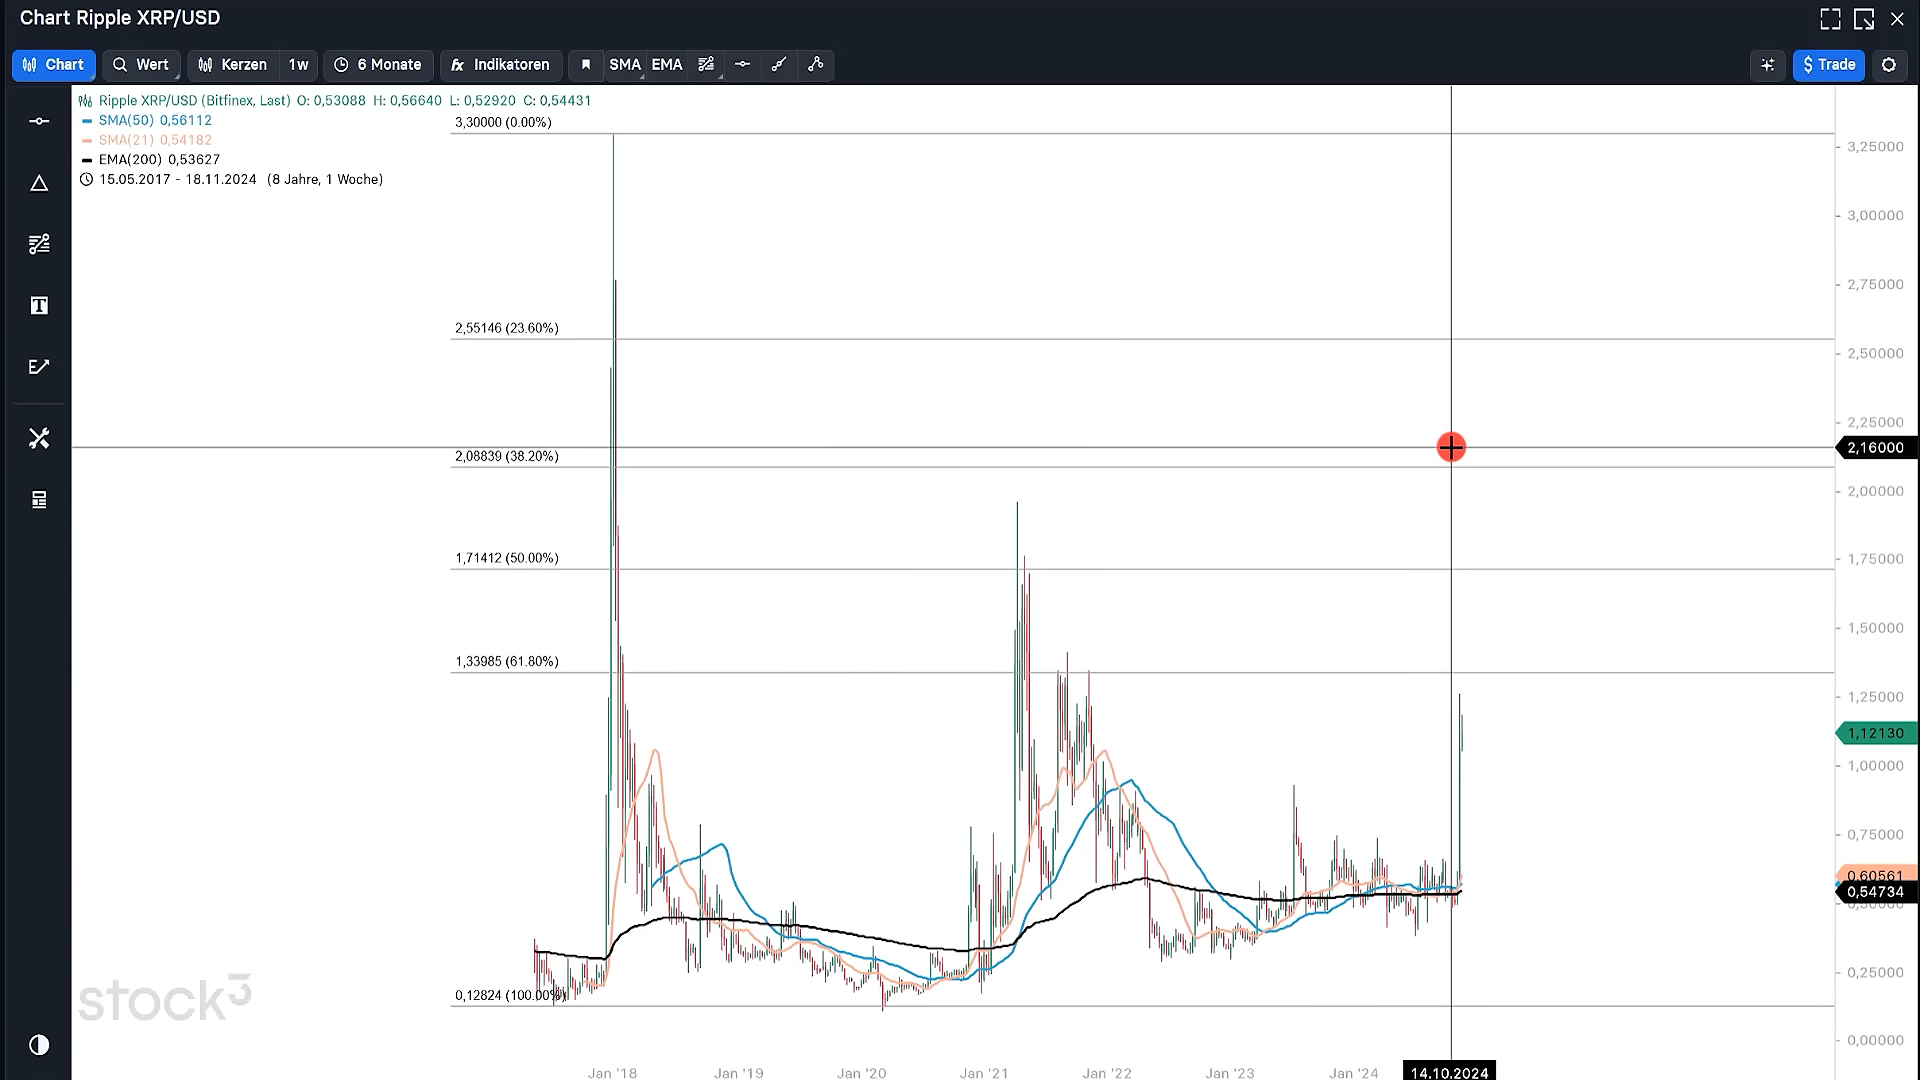 Chart Ripple XRP/USD
Chart
Wert
Kerzen
1w
6 Monate
fx Indikatoren
SMA
EMA
$ Trade
Ripple XRP/USD (Bitfinex, Last) O: 0,53088 H: 0,56640 L: 0,52920 C: 0,54431
SMA(50) 0,56112
SMA(21) 0,54182
EMA(200) 0,53627
15.05.2017 - 18.11.2024 (8 Jahre, 1 Woche)
3,30000 (0.00%)
2,55146 (23.60%)
2,08839 (38.20%)
1,71412 (50.00%)
1,33985 (61.80%)
0,12824 (100.00%)
3,25000
3,00000
2,75000
2,50000
2,25000
2,16000
2,00000
1,75000
1,50000
1,25000
1,12130
1,00000
0,75000
0,60561
0,54734
0,50000
0,25000
0,00000
stock3
Jan '18
Jan '19
Jan '20
Jan '21
Jan '22
Jan '23
Jan '24
14.10.2024